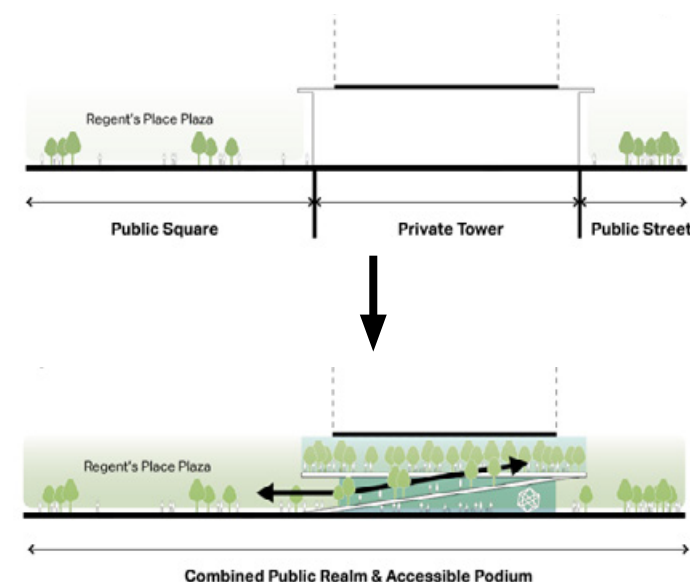 Regent's Place Plaza
Public Square
Private Tower
Public Street
Regent's Place Plaza
Combined Public Realm & Accessible Podium